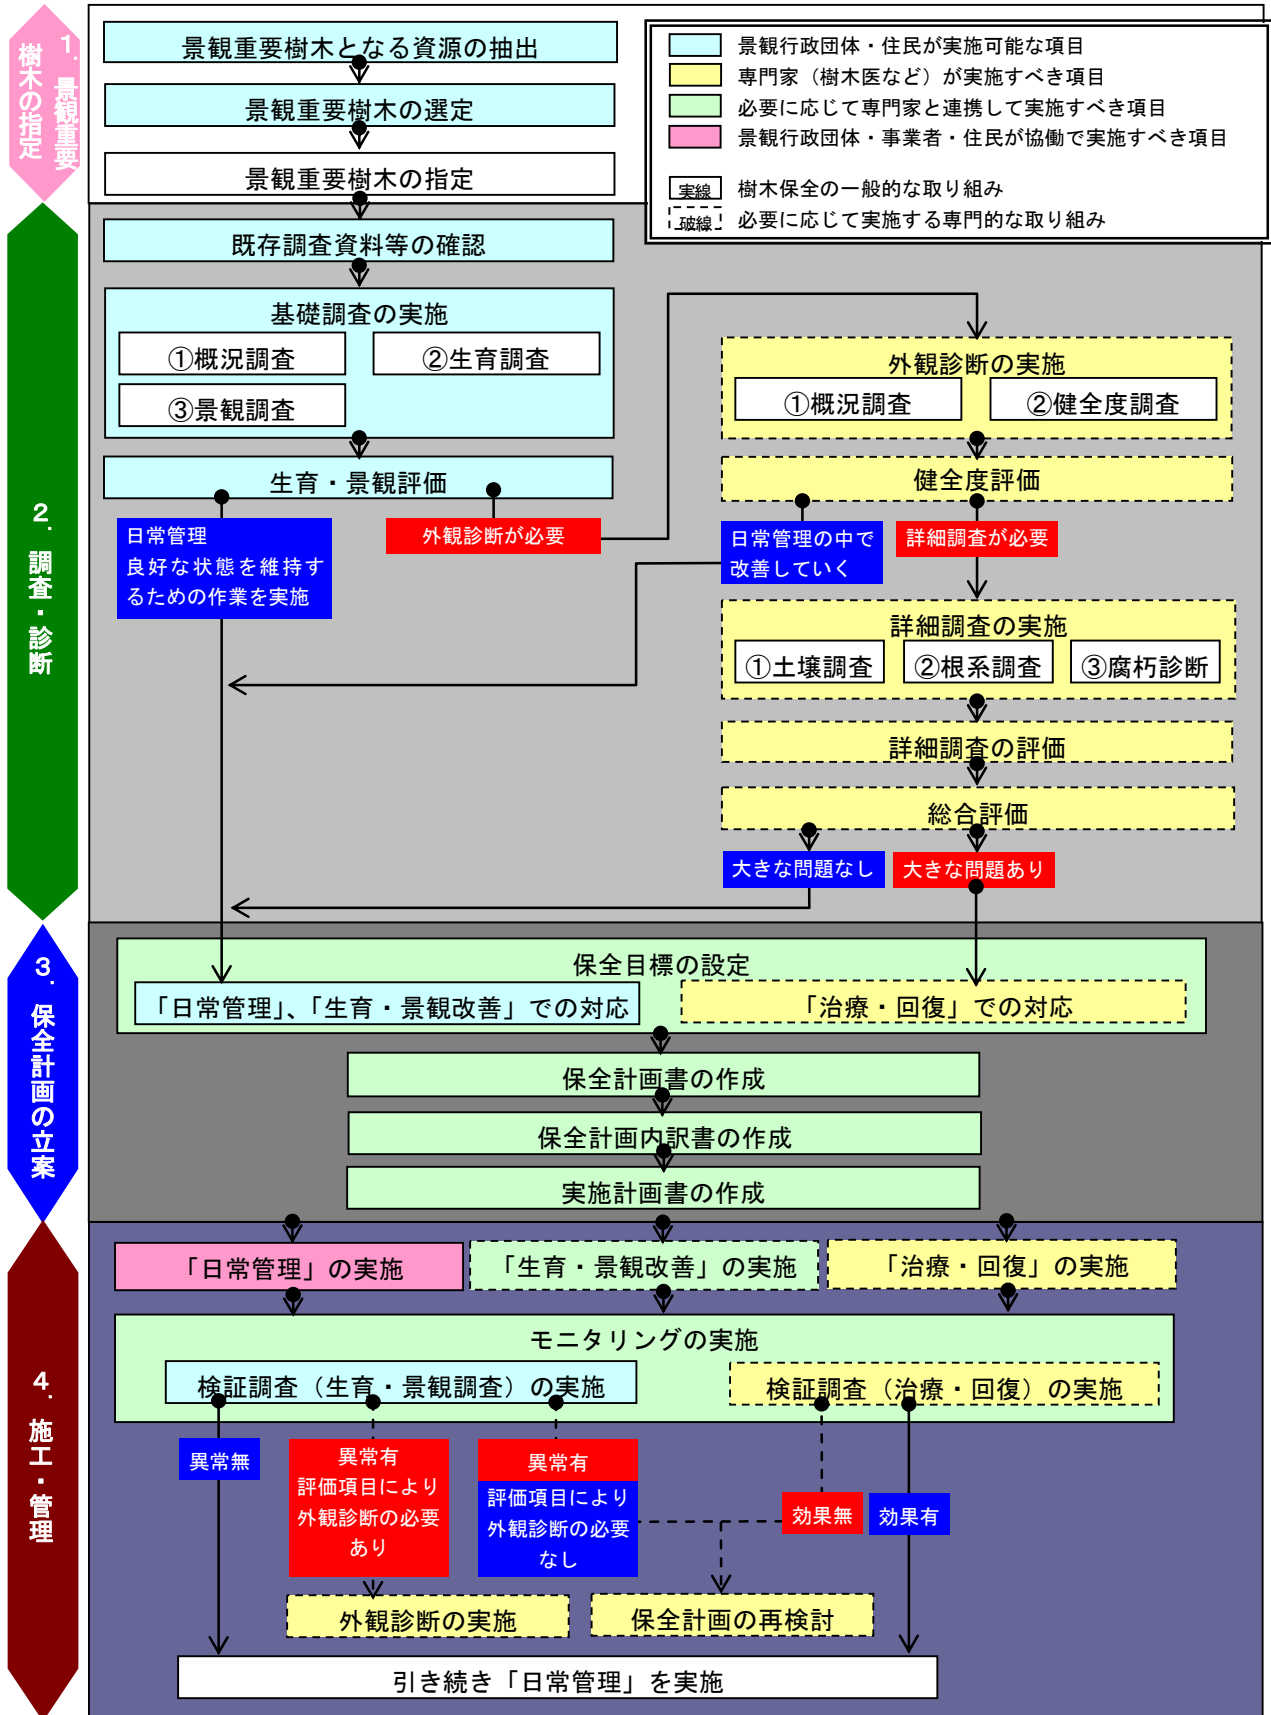 1．景観重要
樹木の指定
景観重要樹木となる資源の抽出
景観重要樹木の選定
景観重要樹木の指定
景観行政団体・住民が実施可能な項目
専門家（樹木医など）が実施すべき項目
必要に応じて専門家と連携して実施すべき項目
景観行政団体・事業者・住民が協働で実施すべき項目
実線 樹木保全の一般的な取り組み
破線 必要に応じて実施する専門的な取り組み
2．調査・診断
既存調査資料等の確認
基礎調査の実施
①概況調査 ②生育調査
③景観調査
生育・景観評価
日常管理
良好な状態を維持す
るための作業を実施
外観診断が必要
外観診断の実施
①概況調査 ②健全度調査
健全度評価
日常管理の中で
改善していく
詳細調査が必要
詳細調査の実施
①土壌調査 ②根系調査 ③腐朽診断
詳細調査の評価
総合評価
大きな問題なし 大きな問題あり
3．保全計画の立案
保全目標の設定
「日常管理」、「生育・景観改善」での対応 「治療・回復」での対応
保全計画書の作成
保全計画内訳書の作成
実施計画書の作成
4．施工・管理
「日常管理」の実施 「生育・景観改善」の実施 「治療・回復」の実施
モニタリングの実施
検証調査（生育・景観調査）の実施 検証調査（治療・回復）の実施
異常無
異常有
評価項目により
外観診断の必要
あり
異常有
評価項目により
外観診断の必要
なし
効果無 効果有
外観診断の実施 保全計画の再検討
引き続き「日常管理」を実施